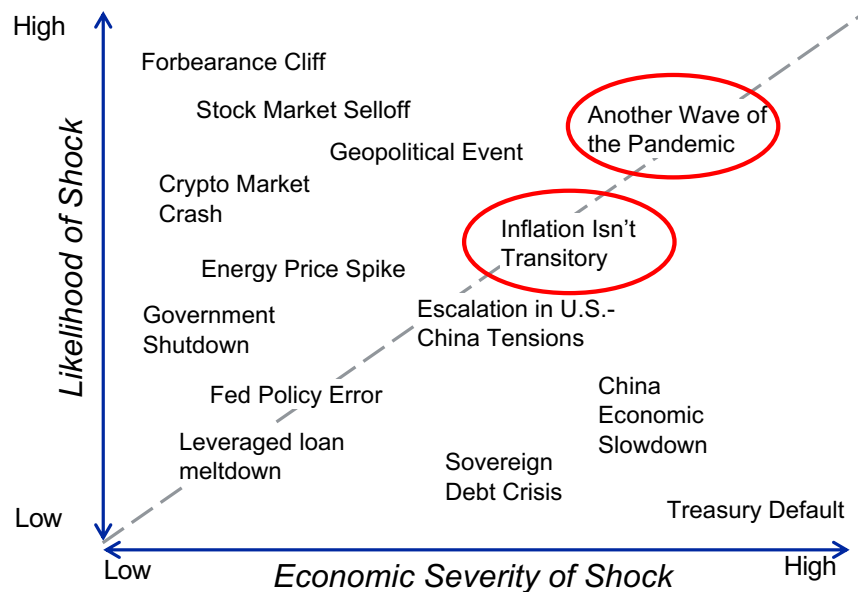 High
Forbearance Cliff
Stock Market Selloff
Another Wave of
the Pandemic
Geopolitical Event
Crypto Market
Crash
Inflation Isn’t
Transitory
Energy Price Spike
Government
Shutdown
Escalation in U.S.-
China Tensions
Fed Policy Error
China
Economic
Slowdown
Leveraged loan
meltdown
Sovereign
Debt Crisis
Treasury Default
Likelihood of Shock
Low
Low
Economic Severity of Shock
High